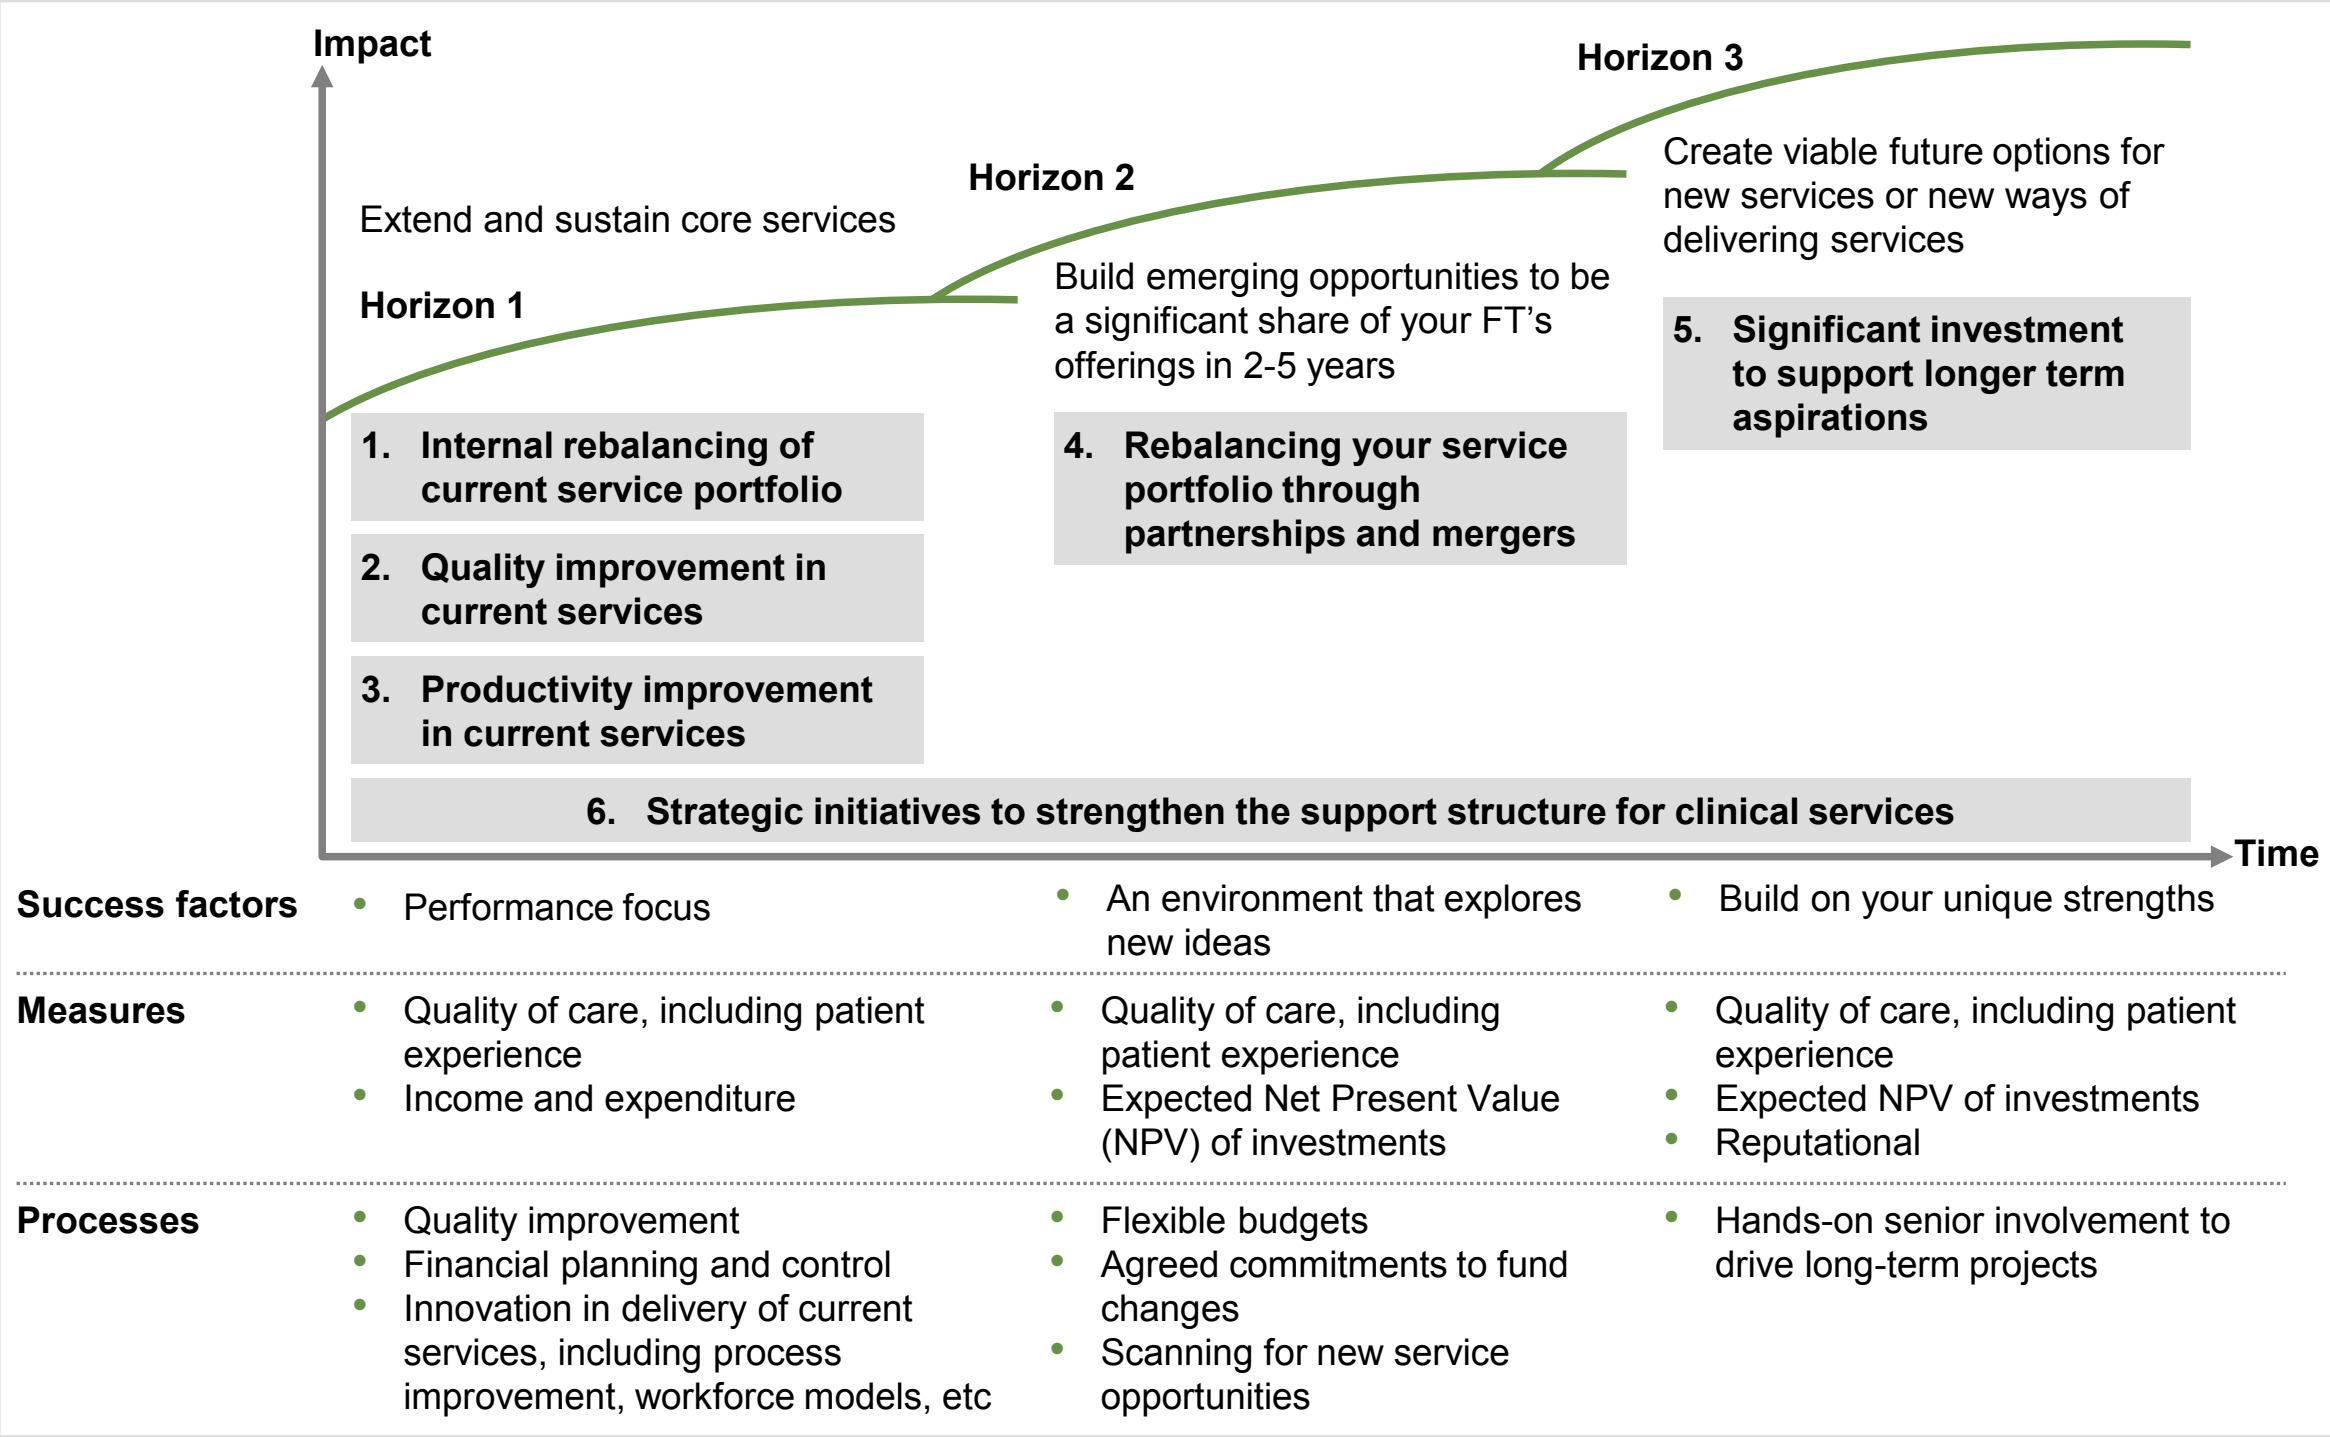 Impact
Horizon 1
Extend and sustain core services
1. Internal rebalancing of
current service portfolio
2. Quality improvement in
current services
3. Productivity improvement
in current services
Horizon 2
Build emerging opportunities to be
a significant share of your FT’s
offerings in 2-5 years
4. Rebalancing your service
portfolio through
partnerships and mergers
Horizon 3
Create viable future options for
new services or new ways of
delivering services
5. Significant investment
to support longer term
aspirations
6. Strategic initiatives to strengthen the support structure for clinical services
Time
Success factors
• Performance focus
• An environment that explores
new ideas
• Build on your unique strengths
Measures
• Quality of care, including patient
experience
• Income and expenditure
• Quality of care, including
patient experience
• Expected Net Present Value
(NPV) of investments
• Quality of care, including patient
experience
• Expected NPV of investments
• Reputational
Processes
• Quality improvement
• Financial planning and control
• Innovation in delivery of current
services, including process
improvement, workforce models, etc
• Flexible budgets
• Agreed commitments to fund
changes
• Scanning for new service
opportunities
• Hands-on senior involvement to
drive long-term projects